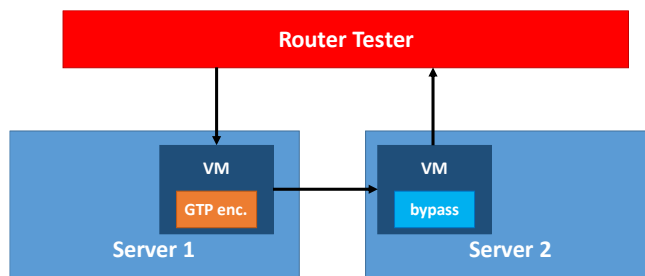 Router Tester
VM
GTP enc.
Server 1
VM
bypass
Server 2